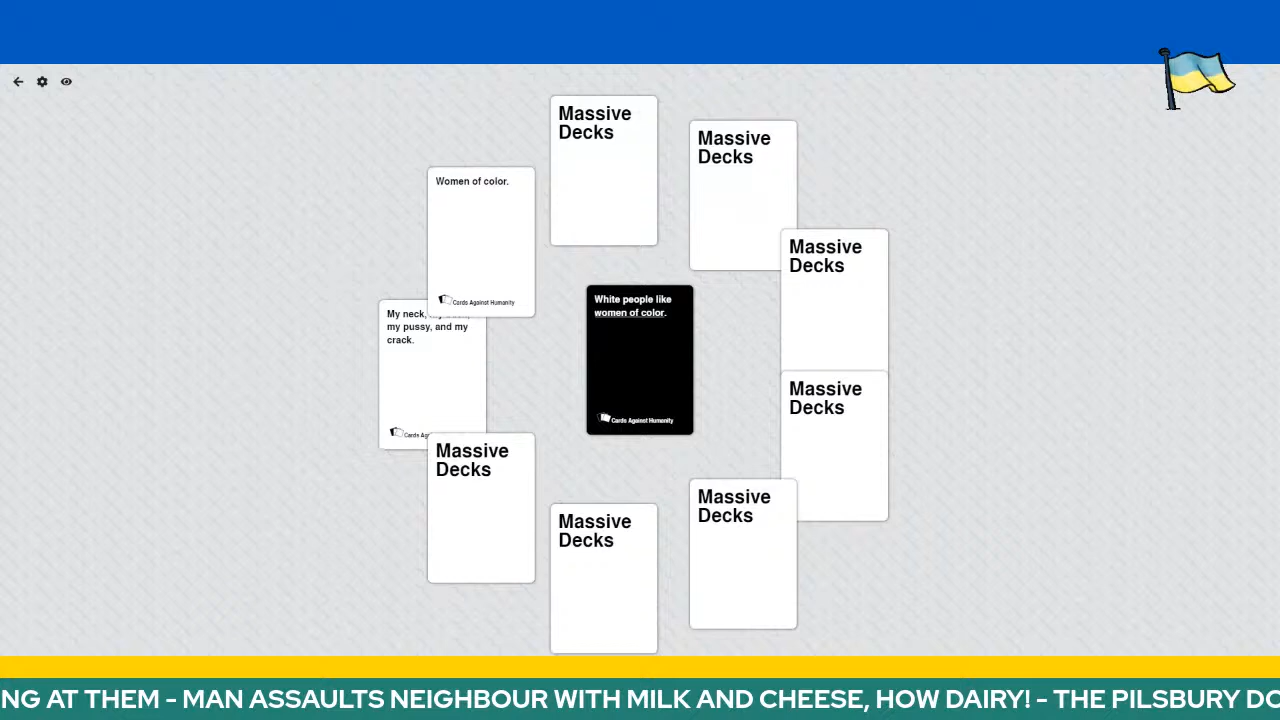 Massive
Decks
Massive
Decks
Women of color.
Cards Against Humanity
Massive
Decks
White people like
women of color.
Cards Against Humanity
My neck,
my pussy, and my
crack.
Massive
Decks
Massive
Decks
Massive
Decks
Massive
Decks
NG AT THEM - MAN ASSAULTS NEIGHBOUR WITH MILK AND CHEESE, HOW DAIRY! - THE PILSBURY DO